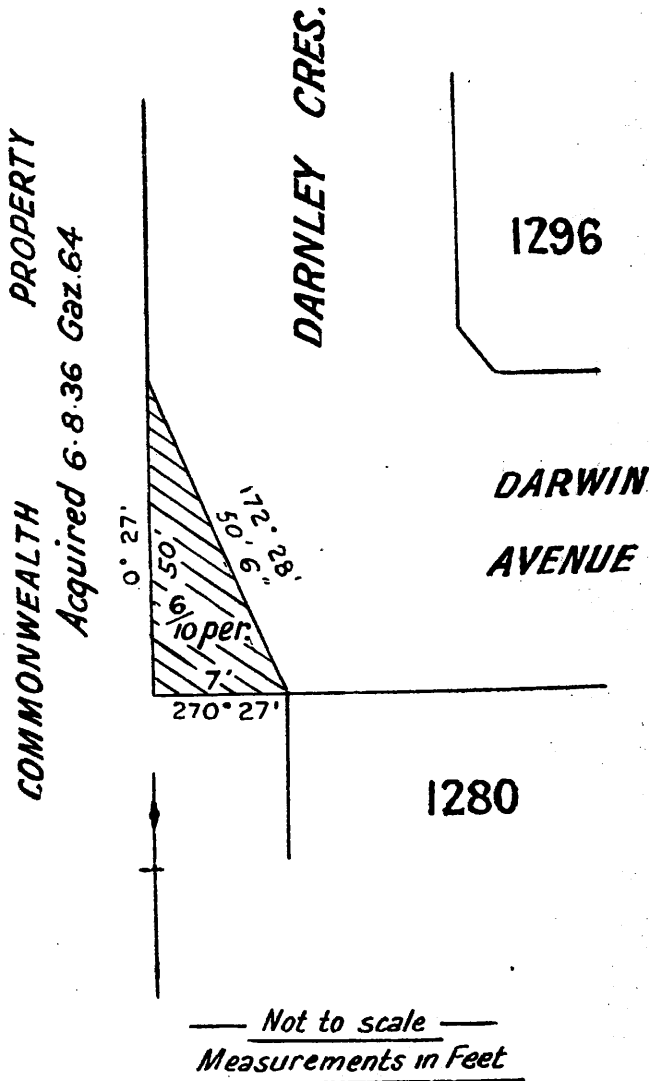 DARNLEY CRES.
COMMONWEALTH PROPERTY
Acquired 6·8·36 Gaz.64
1296
DARWIN
AVENUE
0° 27'
50'
172° 28'
50' 6"
6/10 per.
7'
270° 27'
1280
Not to scale
Measurements in Feet